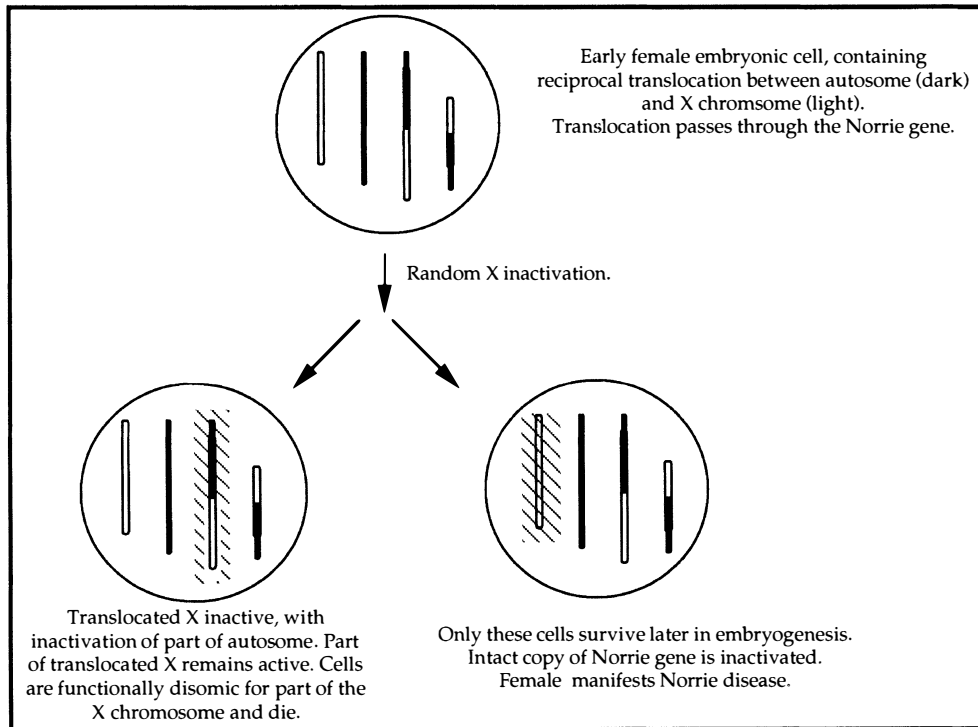 Early female embryonic cell, containing
reciprocal translocation between autosome (dark)
and X chromsome (light).
Translocation passes through the Norrie gene.
Random X inactivation.
Translocated X inactive, with
inactivation of part of autosome. Part
of translocated X remains active. Cells
are functionally disomic for part of the
X chromosome and die.
Only these cells survive later in embryogenesis.
Intact copy of Norrie gene is inactivated.
Female manifests Norrie disease.